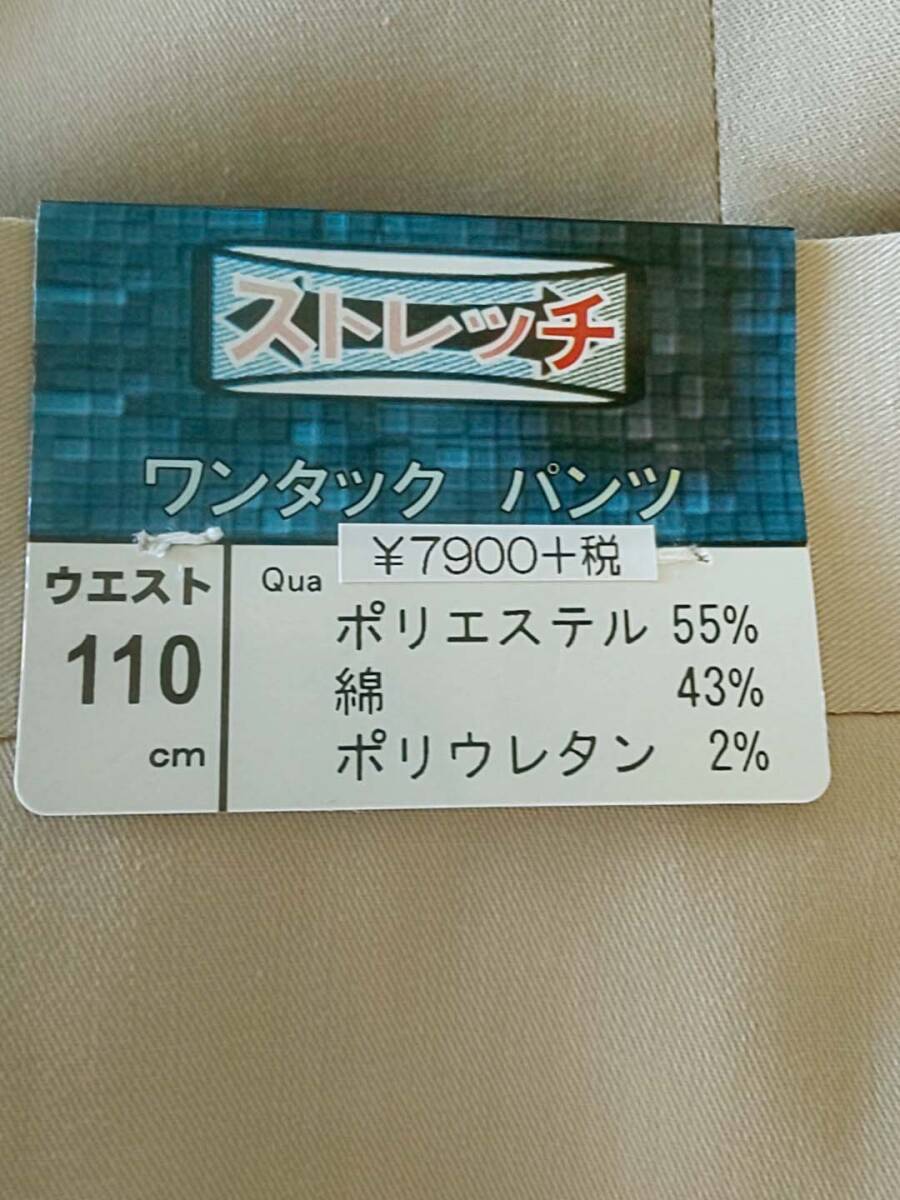 ストレッチ
ワンタック パンツ
¥7900+税
ウエスト
110
cm
Qua
ポリエステル 55%
綿 43%
ポリウレタン 2%